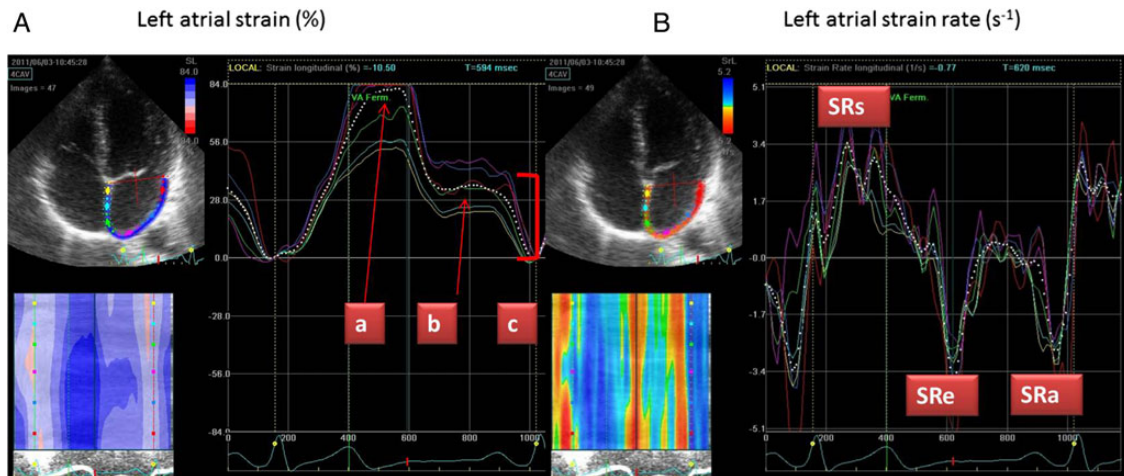 A
Left atrial strain (%)
2011/06/03-10:45:28
4CAV
Images = 47
SL
84.0
LOCAL: Strain longitudinal (%) =-10.50 T=594 msec
VA Ferm.
84.0
56.0
28.0
0.0
-28.0
-56.0
-84.0
a
b
c
0
200
400
600
800
1000
B
Left atrial strain rate (s⁻¹)
2011/06/03-10:45:28
4CAV
Images = 49
SrL
5.2
LOCAL: Strain Rate longitudinal (1/s) =-0.77 T=620 msec
VA Ferm.
5.1
3.4
1.7
0.0
-1.7
-3.4
-5.1
SRs
SRe
SRa
0
200
400
600
800
1000